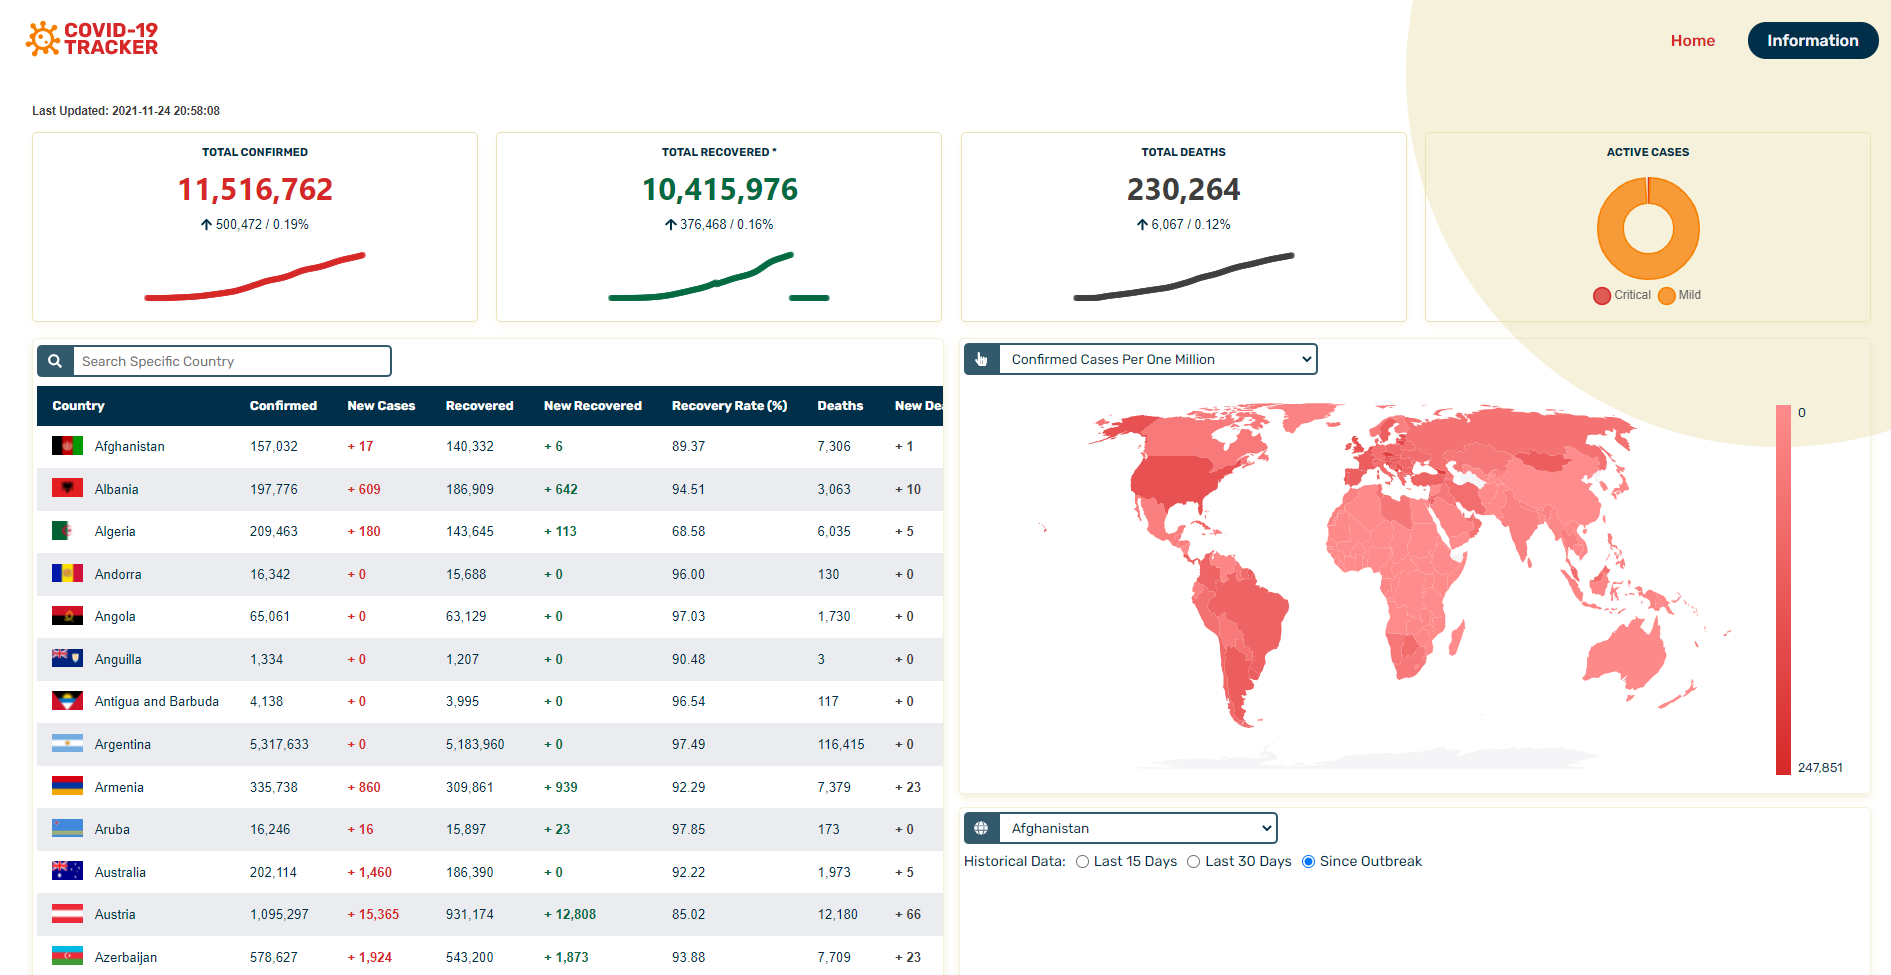 COVID-19
TRACKER
Home
Information
Last Updated: 2021-11-24 20:58:08
TOTAL CONFIRMED
11,516,762
500,472 / 0.19%
TOTAL RECOVERED *
10,415,976
376,468 / 0.16%
TOTAL DEATHS
230,264
6,067 / 0.12%
ACTIVE CASES
Critical Mild
Search Specific Country
Country Confirmed New Cases Recovered New Recovered Recovery Rate (%) Deaths New De
Afghanistan 157,032 + 17 140,332 + 6 89.37 7,306 + 1
Albania 197,776 + 609 186,909 + 642 94.51 3,063 + 10
Algeria 209,463 + 180 143,645 + 113 68.58 6,035 + 5
Andorra 16,342 + 0 15,688 + 0 96.00 130 + 0
Angola 65,061 + 0 63,129 + 0 97.03 1,730 + 0
Anguilla 1,334 + 0 1,207 + 0 90.48 3 + 0
Antigua and Barbuda 4,138 + 0 3,995 + 0 96.54 117 + 0
Argentina 5,317,633 + 0 5,183,960 + 0 97.49 116,415 + 0
Armenia 335,738 + 860 309,861 + 939 92.29 7,379 + 23
Aruba 16,246 + 16 15,897 + 23 97.85 173 + 0
Australia 202,114 + 1,460 186,390 + 0 92.22 1,973 + 5
Austria 1,095,297 + 15,365 931,174 + 12,808 85.02 12,180 + 66
Azerbaijan 578,627 + 1,924 543,200 + 1,873 93.88 7,709 + 23
Confirmed Cases Per One Million
0
247,851
Afghanistan
Historical Data: Last 15 Days Last 30 Days Since Outbreak